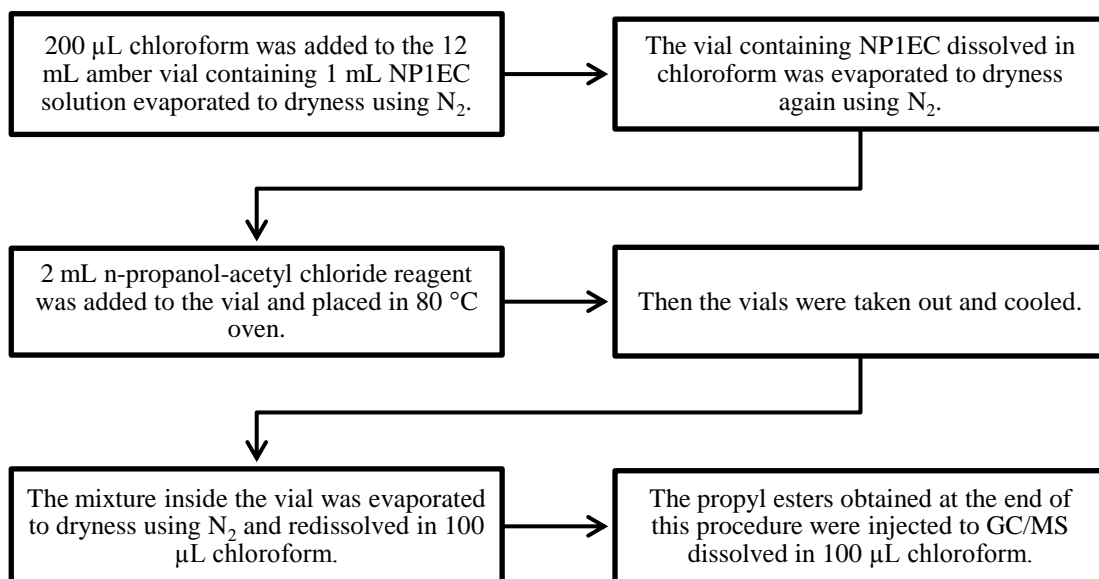 200 µL chloroform was added to the 12
mL amber vial containing 1 mL NP1EC
solution evaporated to dryness using N₂.
The vial containing NP1EC dissolved in
chloroform was evaporated to dryness
again using N₂.
2 mL n-propanol-acetyl chloride reagent
was added to the vial and placed in 80 °C
oven.
Then the vials were taken out and cooled.
The mixture inside the vial was evaporated
to dryness using N₂ and redissolved in 100
µL chloroform.
The propyl esters obtained at the end of
this procedure were injected to GC/MS
dissolved in 100 µL chloroform.